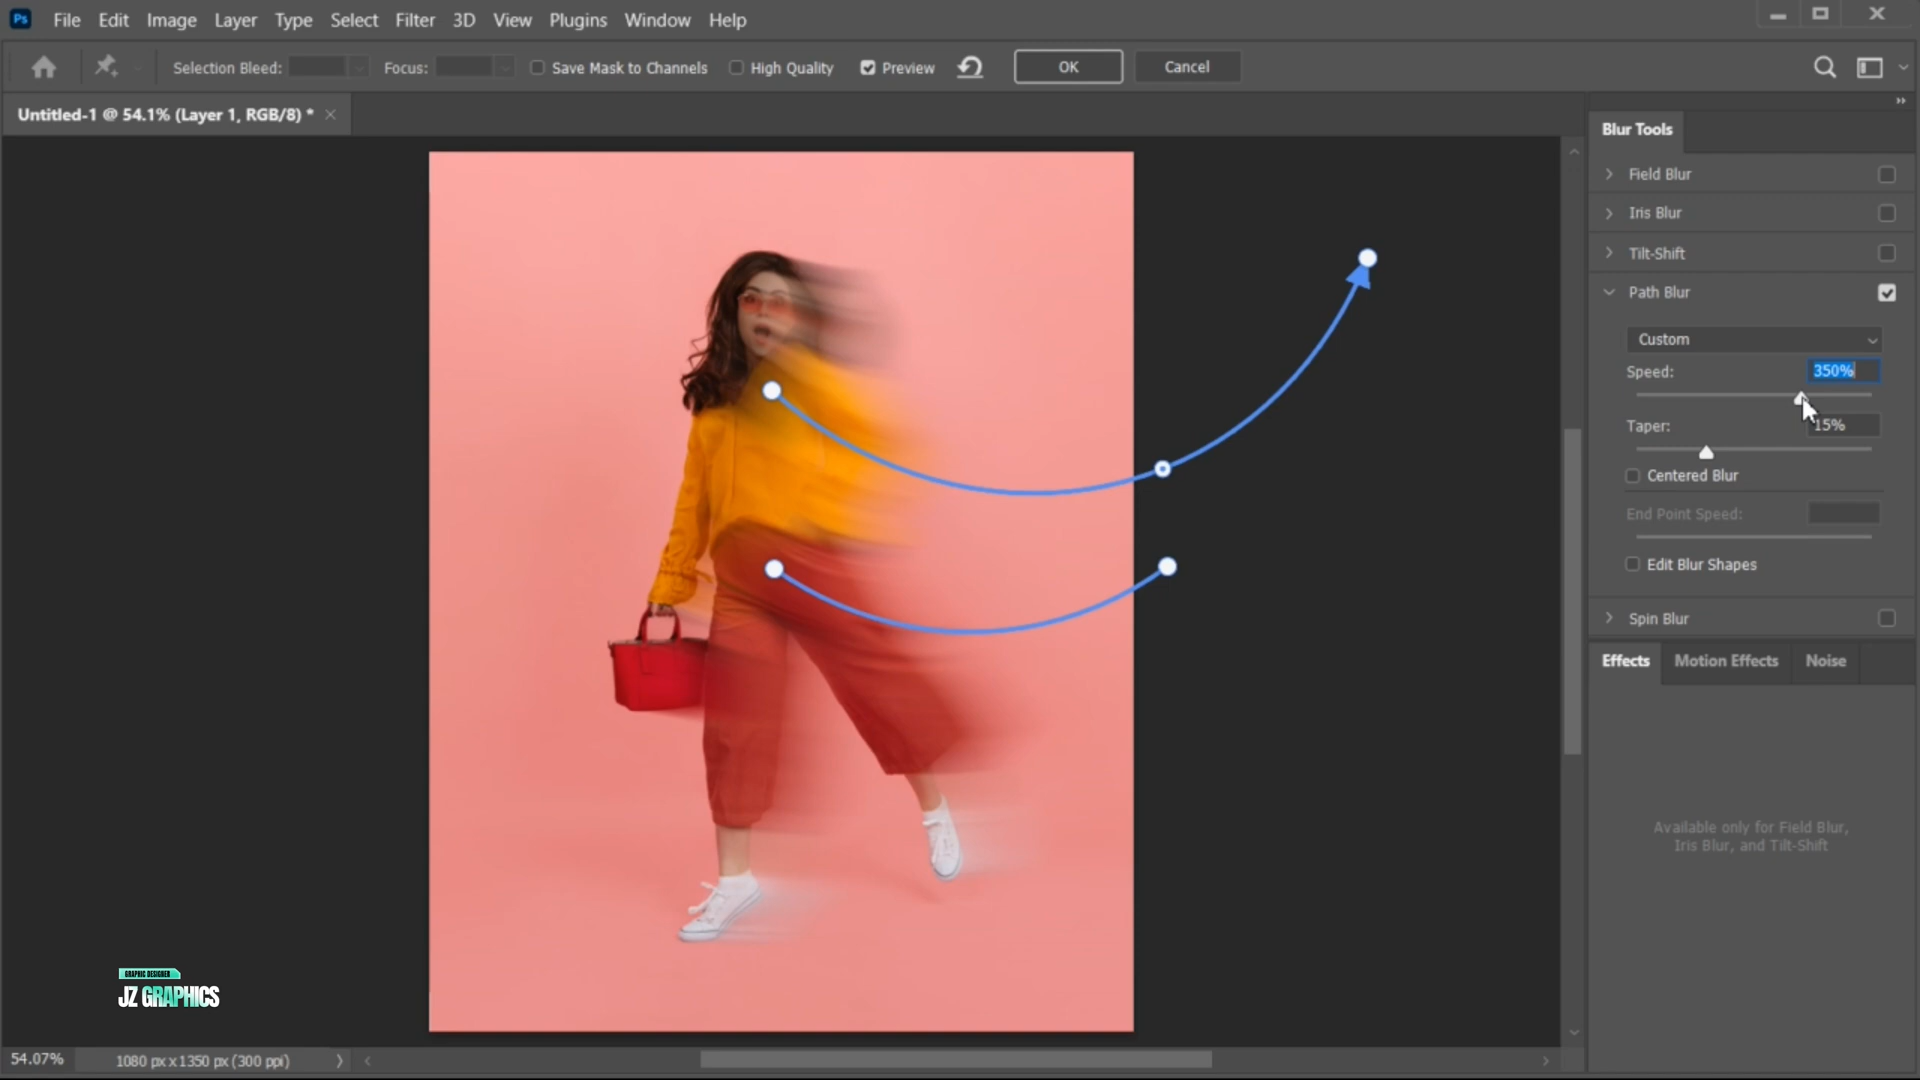 Ps File Edit Image Layer Type Select Filter 3D View Plugins Window Help
Selection Bleed: Focus: Save Mask to Channels High Quality Preview OK Cancel
Untitled-1 @ 54.1% (Layer 1, RGB/8) *
Blur Tools
Field Blur
Iris Blur
Tilt-Shift
Path Blur
Custom
Speed: 350%
Taper: 15%
Centered Blur
End Point Speed:
Edit Blur Shapes
Spin Blur
Effects Motion Effects Noise
Available only for Field Blur,
Iris Blur, and Tilt-Shift
GRAPHIC DESIGNER
JZ GRAPHICS
54.07% 1080 px x 1350 px (300 ppi)